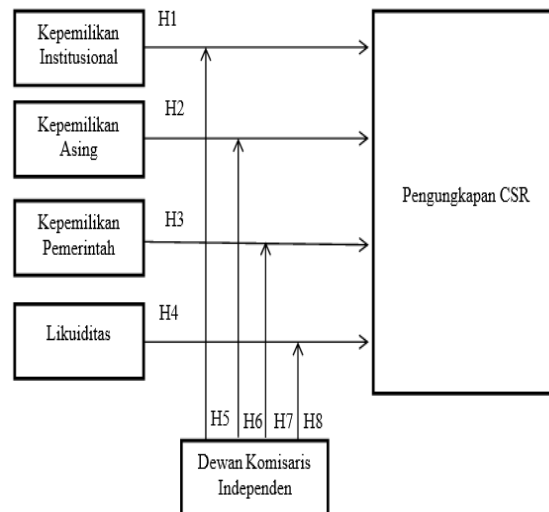 H1
Kepemilikan
Institusional
H2
Kepemilikan
Asing
H3
Kepemilikan
Pemerintah
H4
Likuiditas
Pengungkapan CSR
H5 H6 H7 H8
Dewan Komisaris
Independen